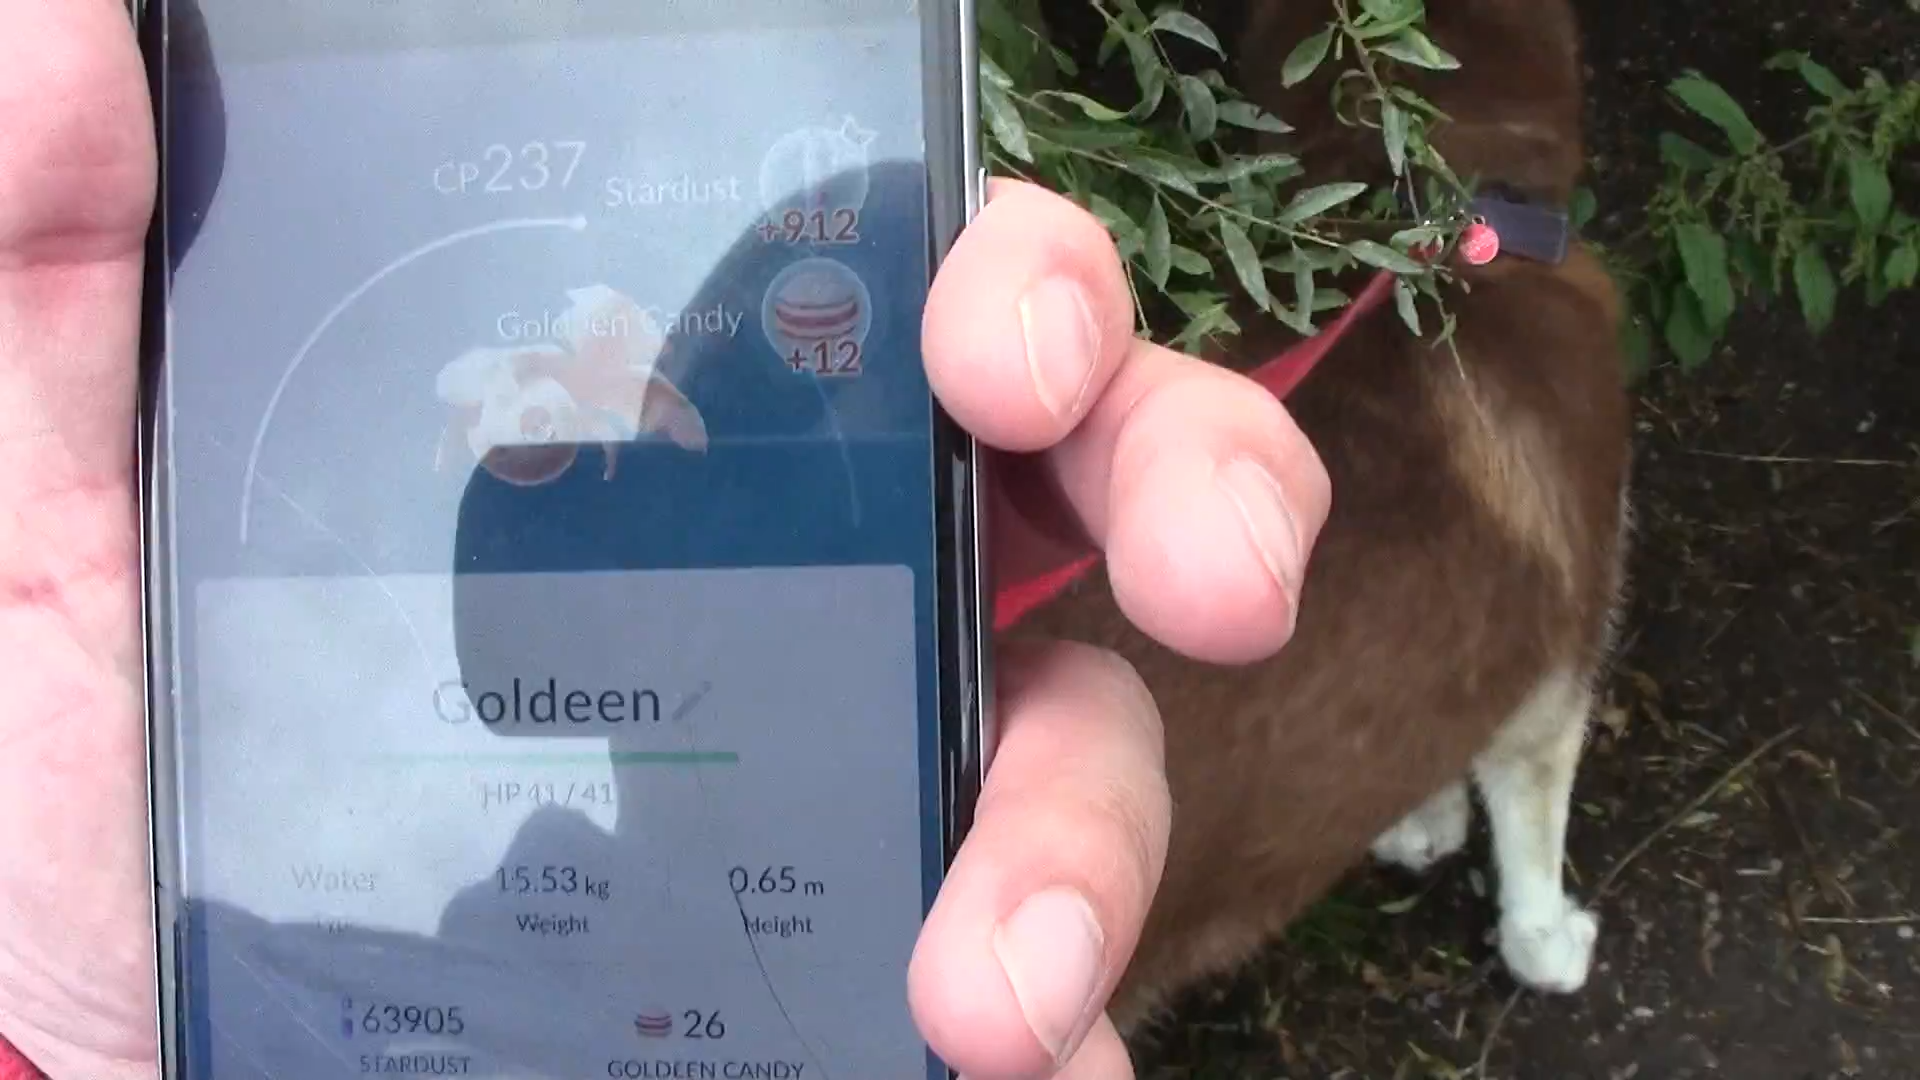 CP237
Stardust
+912
Goldeen Candy
+12
Goldeen
HP 41 / 41
Water
15.53 kg
0.65 m
Weight
Height
63905
26
STARDUST
GOLDEEN CANDY